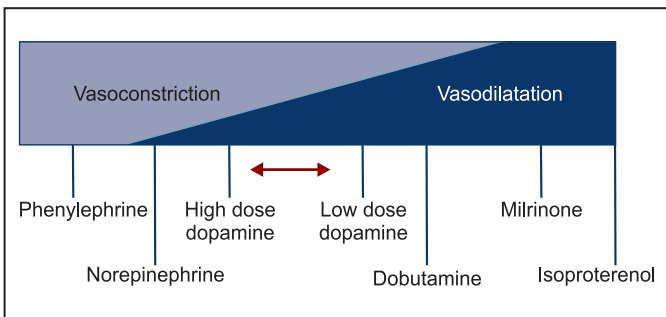 Vasoconstriction
Vasodilatation
Phenylephrine
High dose
dopamine
Low dose
dopamine
Milrinone
Norepinephrine
Dobutamine
Isoproterenol